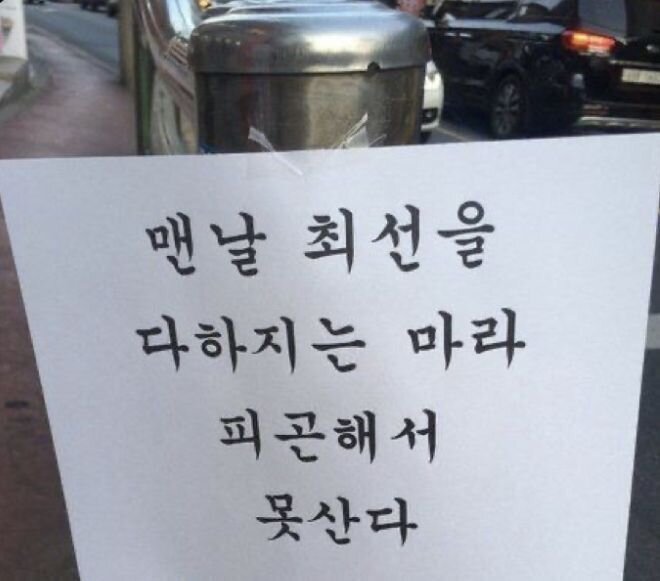 맨날 최선을
다하지는 마라
피곤해서
못산다